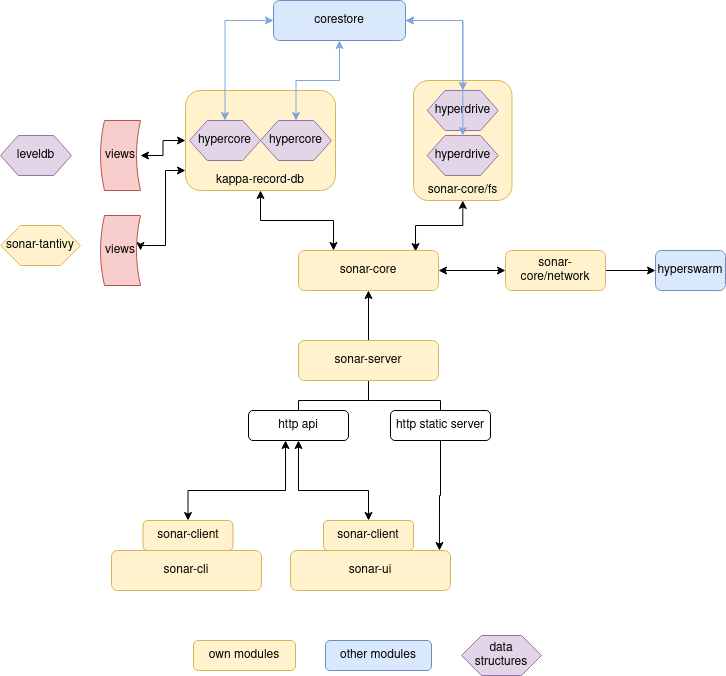 corestore
hyperdrive
hypercore
hypercore
leveldb
views
hyperdrive
kappa-record-db
sonar-core/fs
sonar-tantivy
views
sonar-core
sonar-
core/network
hyperswarm
sonar-server
http api
http static server
sonar-client
sonar-client
sonar-cli
sonar-ui
own modules
other modules
data
structures